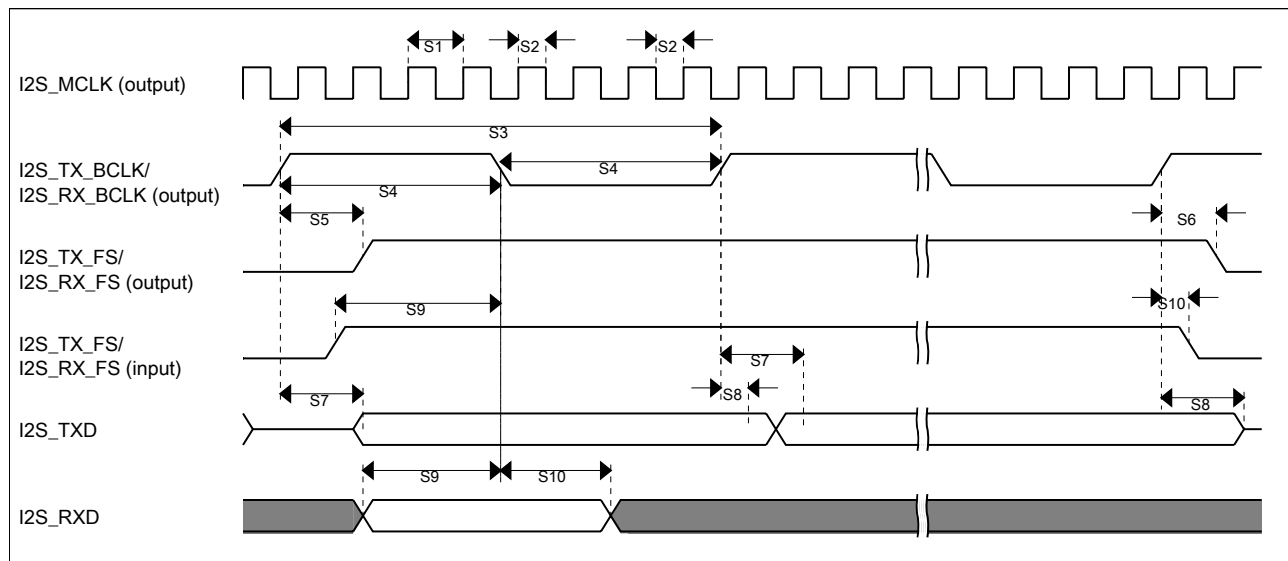 S1
S2
S2
I2S_MCLK (output)
S3
I2S_TX_BCLK/
I2S_RX_BCLK (output)
S4
S4
S5
S6
I2S_TX_FS/
I2S_RX_FS (output)
S9
S10
I2S_TX_FS/
I2S_RX_FS (input)
S7
S7
S8
S8
I2S_TXD
S9
S10
I2S_RXD